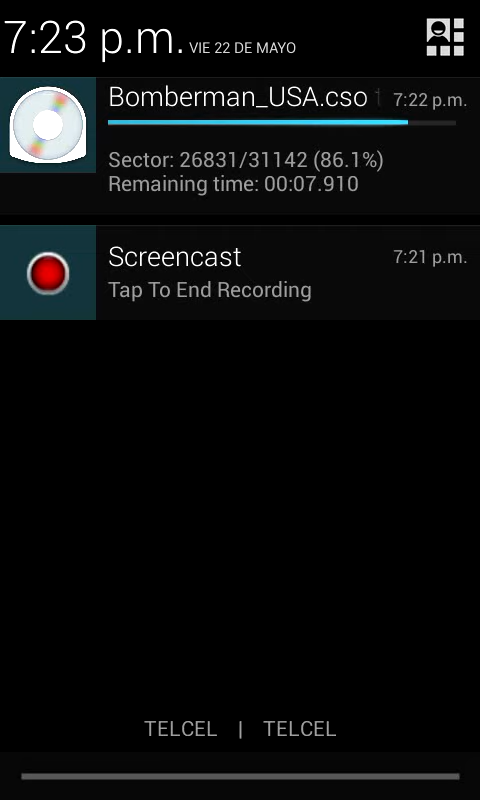 7:23 p.m. VIE 22 DE MAYO
Bomberman_USA.cso 7:22 p.m.
Sector: 26831/31142 (86.1%)
Remaining time: 00:07.910
Screencast 7:21 p.m.
Tap To End Recording
TELCEL | TELCEL